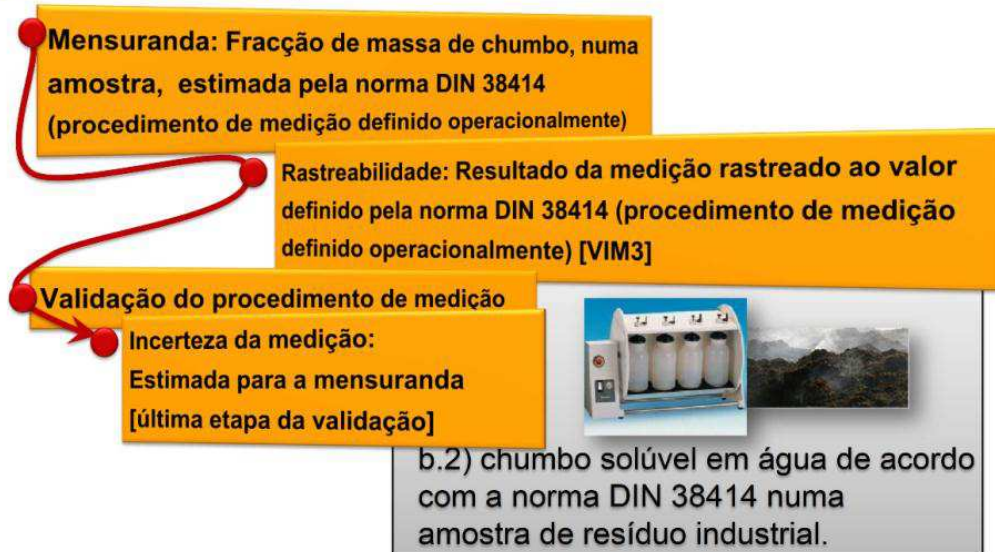 Mensuranda: Fracção de massa de chumbo, numa
amostra, estimada pela norma DIN 38414
(procedimento de medição definido operacionalmente)
Rastreabilidade: Resultado da medição rastreado ao valor
definido pela norma DIN 38414 (procedimento de medição
definido operacionalmente) [VIM3]
Validação do procedimento de medição
Incerteza da medição:
Estimada para a mensuranda
[última etapa da validação]
b.2) chumbo solúvel em água de acordo
com a norma DIN 38414 numa
amostra de resíduo industrial.